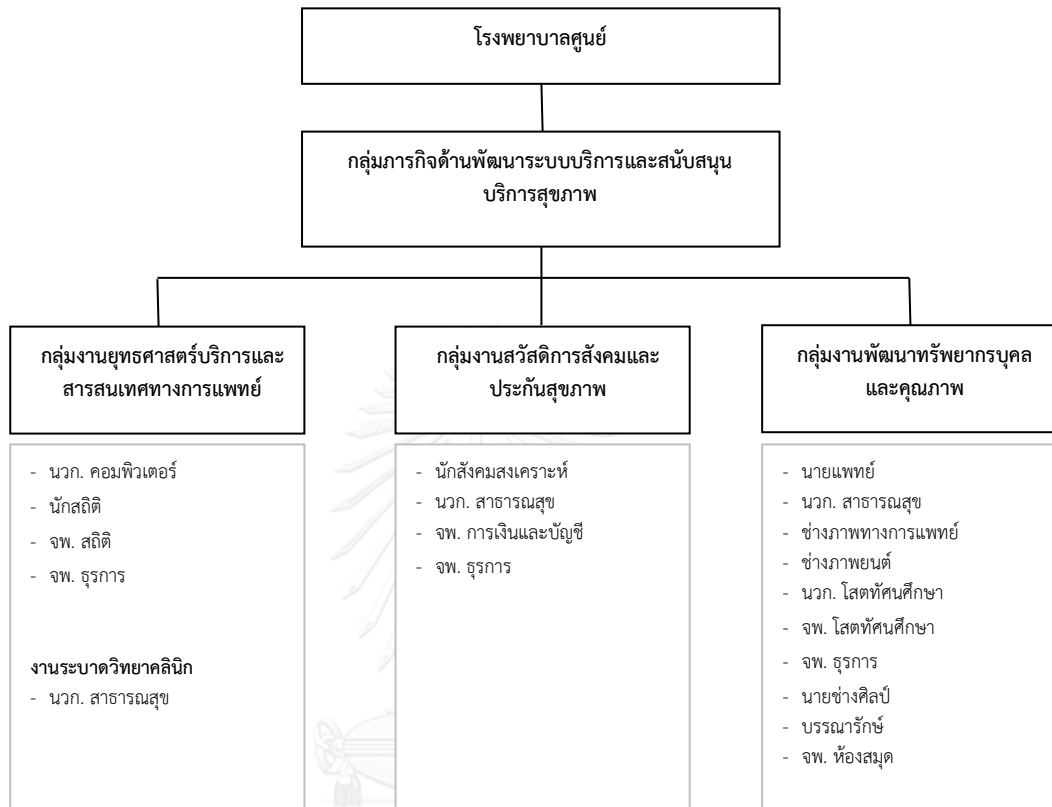 โรงพยาบาลศูนย์
กลุ่มภารกิจด้านพัฒนาระบบบริการและสนับสนุน
บริการสุขภาพ
กลุ่มงานยุทธศาสตร์บริการและ
สารสนเทศทางการแพทย์
- นวก. คอมพิวเตอร์
- นักสถิติ
- จพ. สถิติ
- จพ. ธุรการ
งานระบาดวิทยาคลินิก
- นวก. สาธารณสุข
กลุ่มงานสวัสดิการสังคมและ
ประกันสุขภาพ
- นักสังคมสงเคราะห์
- นวก. สาธารณสุข
- จพ. การเงินและบัญชี
- จพ. ธุรการ
กลุ่มงานพัฒนาทรัพยากรบุคล
และคุณภาพ
- นายแพทย์
- นวก. สาธารณสุข
- ช่างภาพทางการแพทย์
- ช่างภาพยนต์
- นวก. โสตทัศนศึกษา
- จพ. โสตทัศนศึกษา
- จพ. ธุรการ
- นายช่างศิลป์
- บรรณารักษ์
- จพ. ห้องสมุด